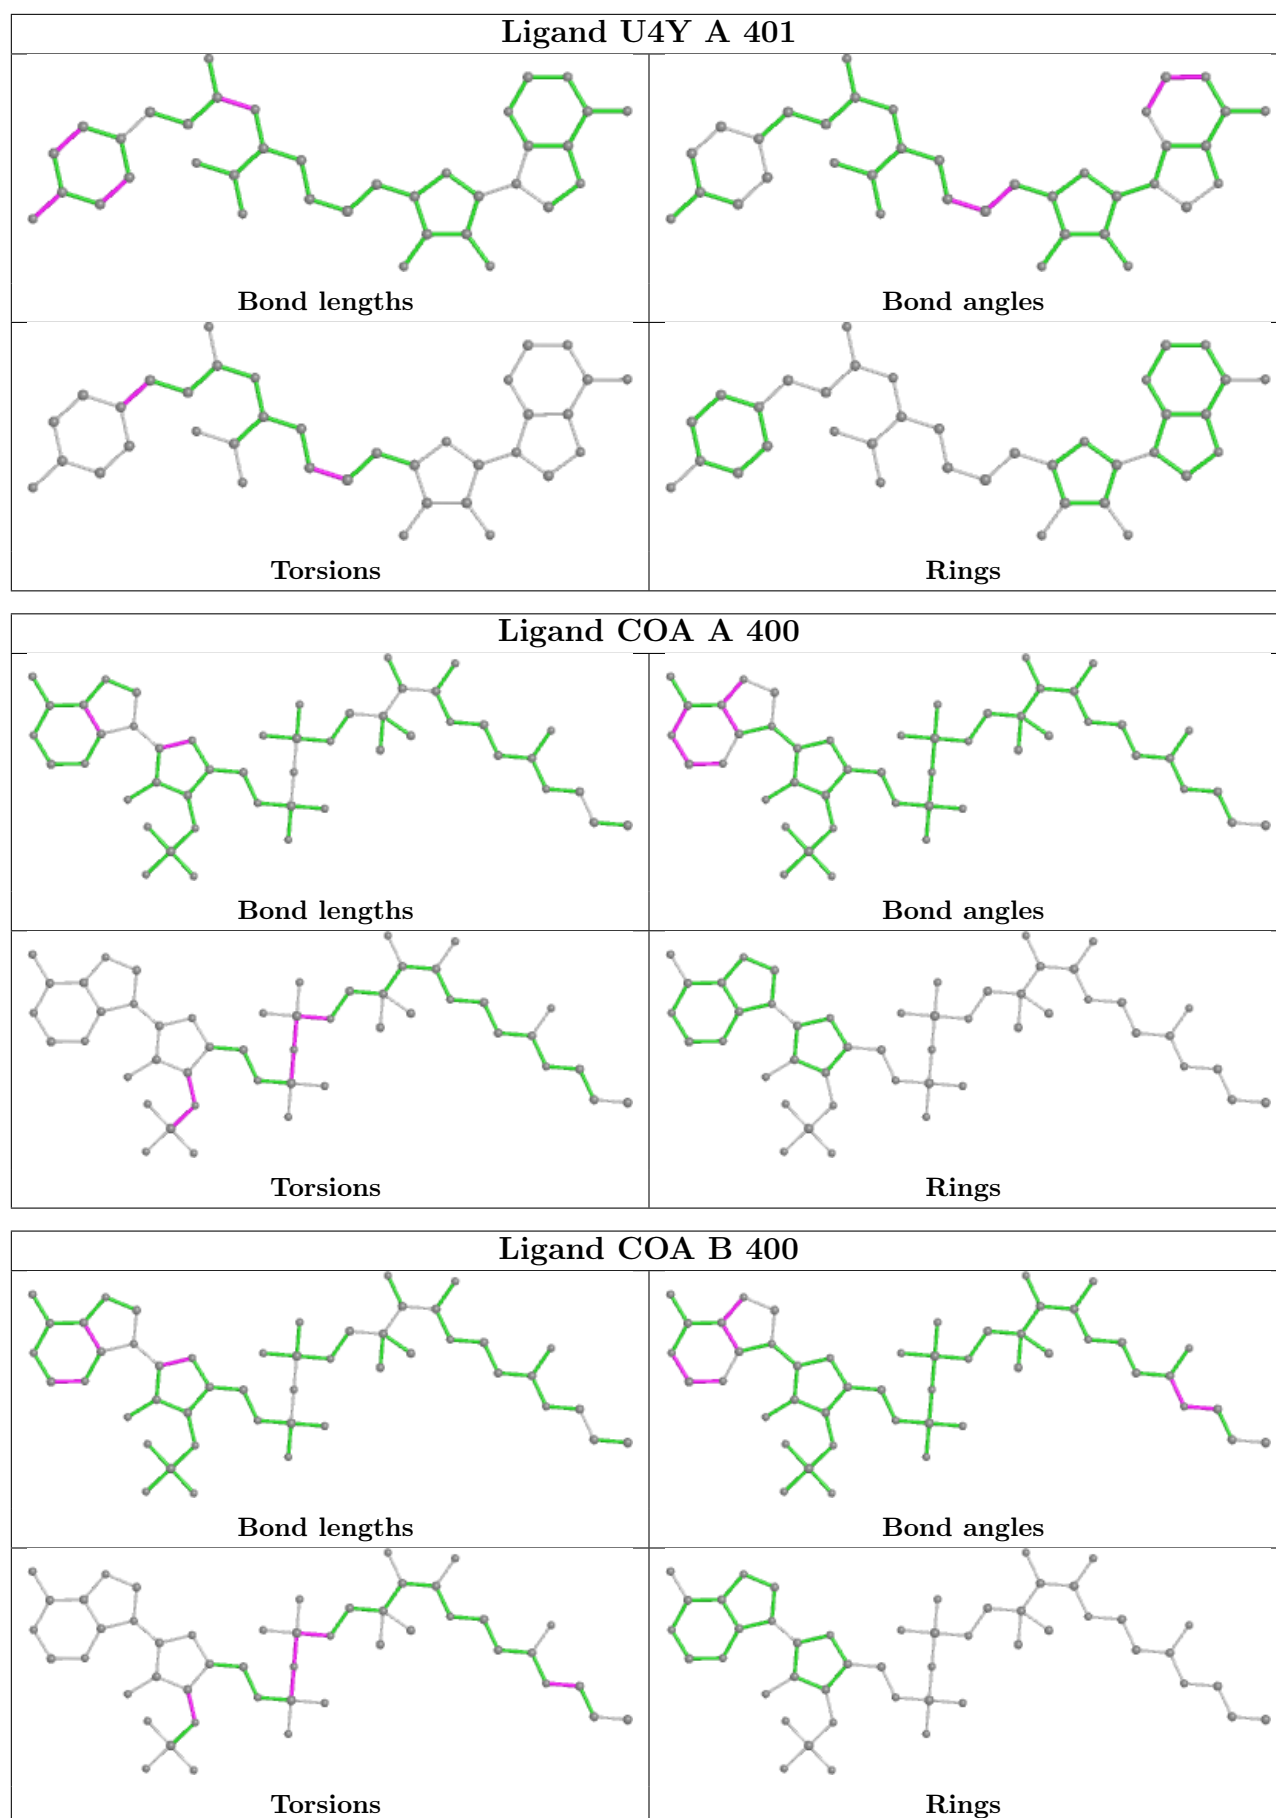 Ligand U4Y A 401
Bond lengths
Bond angles
Torsions
Rings
Ligand COA A 400
Bond lengths
Bond angles
Torsions
Rings
Ligand COA B 400
Bond lengths
Bond angles
Torsions
Rings